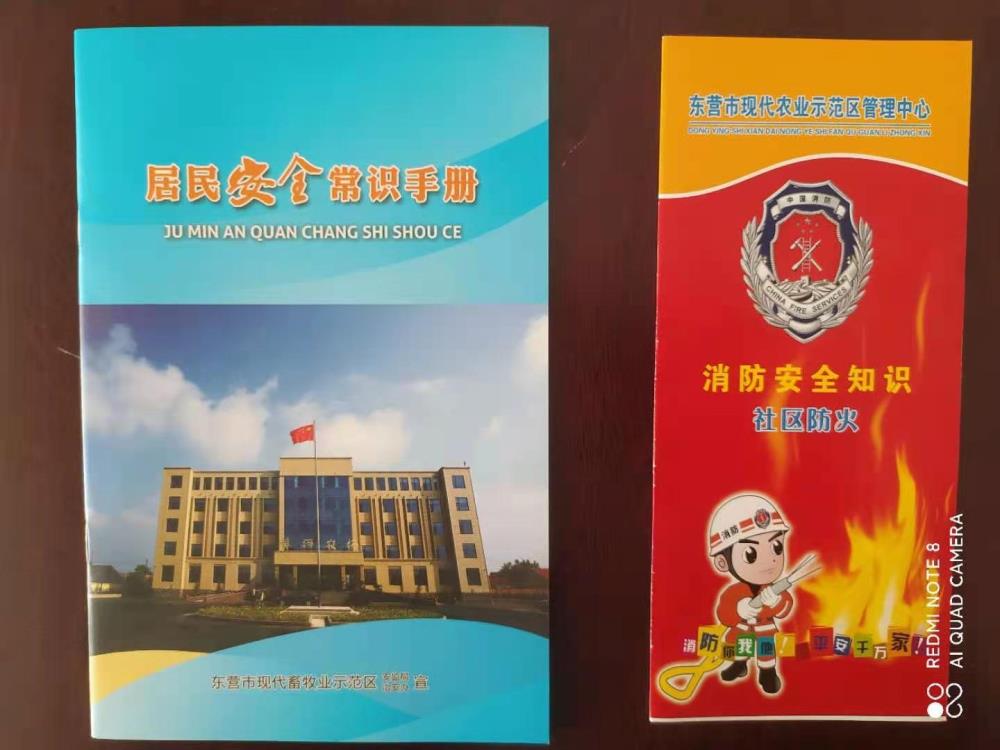 居民安全常识手册
JU MIN AN QUAN CHANG SHI SHOU CE
东营市现代畜牧业示范区 宣
东营市现代农业示范区管理中心
DONG YING SHI XIAN DAI NONG YE SHI FAN QU GUAN LI ZHONG XIN
中国消防
CHINA FIRE SERVICES
消防安全知识
社区防火
消防
消防你我他！平安千万家！
REDMI NOTE 8
AI QUAD CAMERA